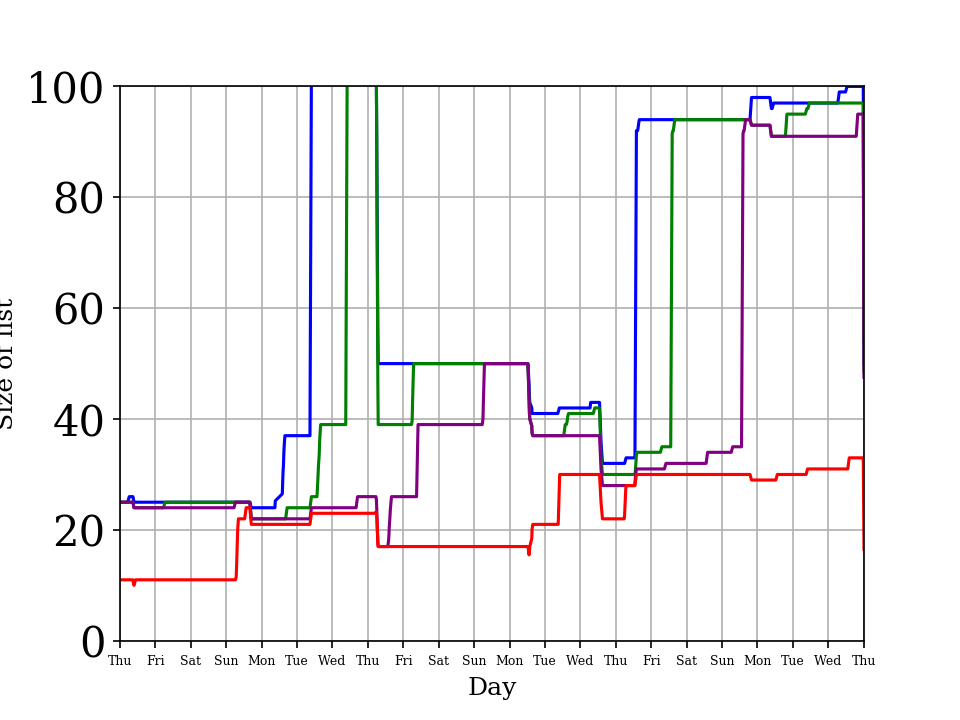 100
80
60
40
20
0
Size of list
Thu Fri Sat Sun Mon Tue Wed Thu Fri Sat Sun Mon Tue Wed Thu Fri Sat Sun Mon Tue Wed Thu
Day